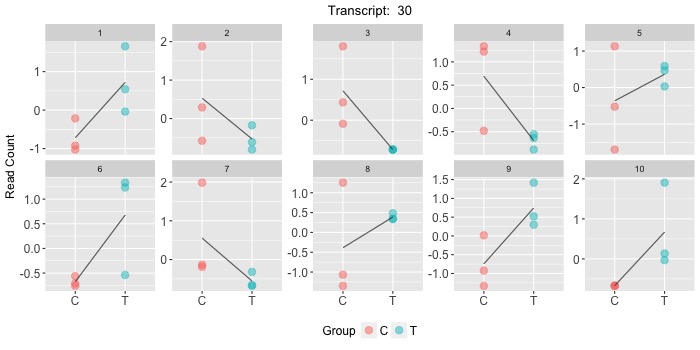 Transcript: 30
1 2 3 4 5
1 0 -1
2 1 0
1 0
1.0 0.5 0.0 -0.5
1 0 -1
Read Count
6 7 8 9 10
1.0 0.5 0.0 -0.5
2 1 0
1.0 0.5 0.0 -0.5 -1.0
1.5 1.0 0.5 0.0 -0.5 -1.0
2 1 0
C T C T C T C T C T
Group C T